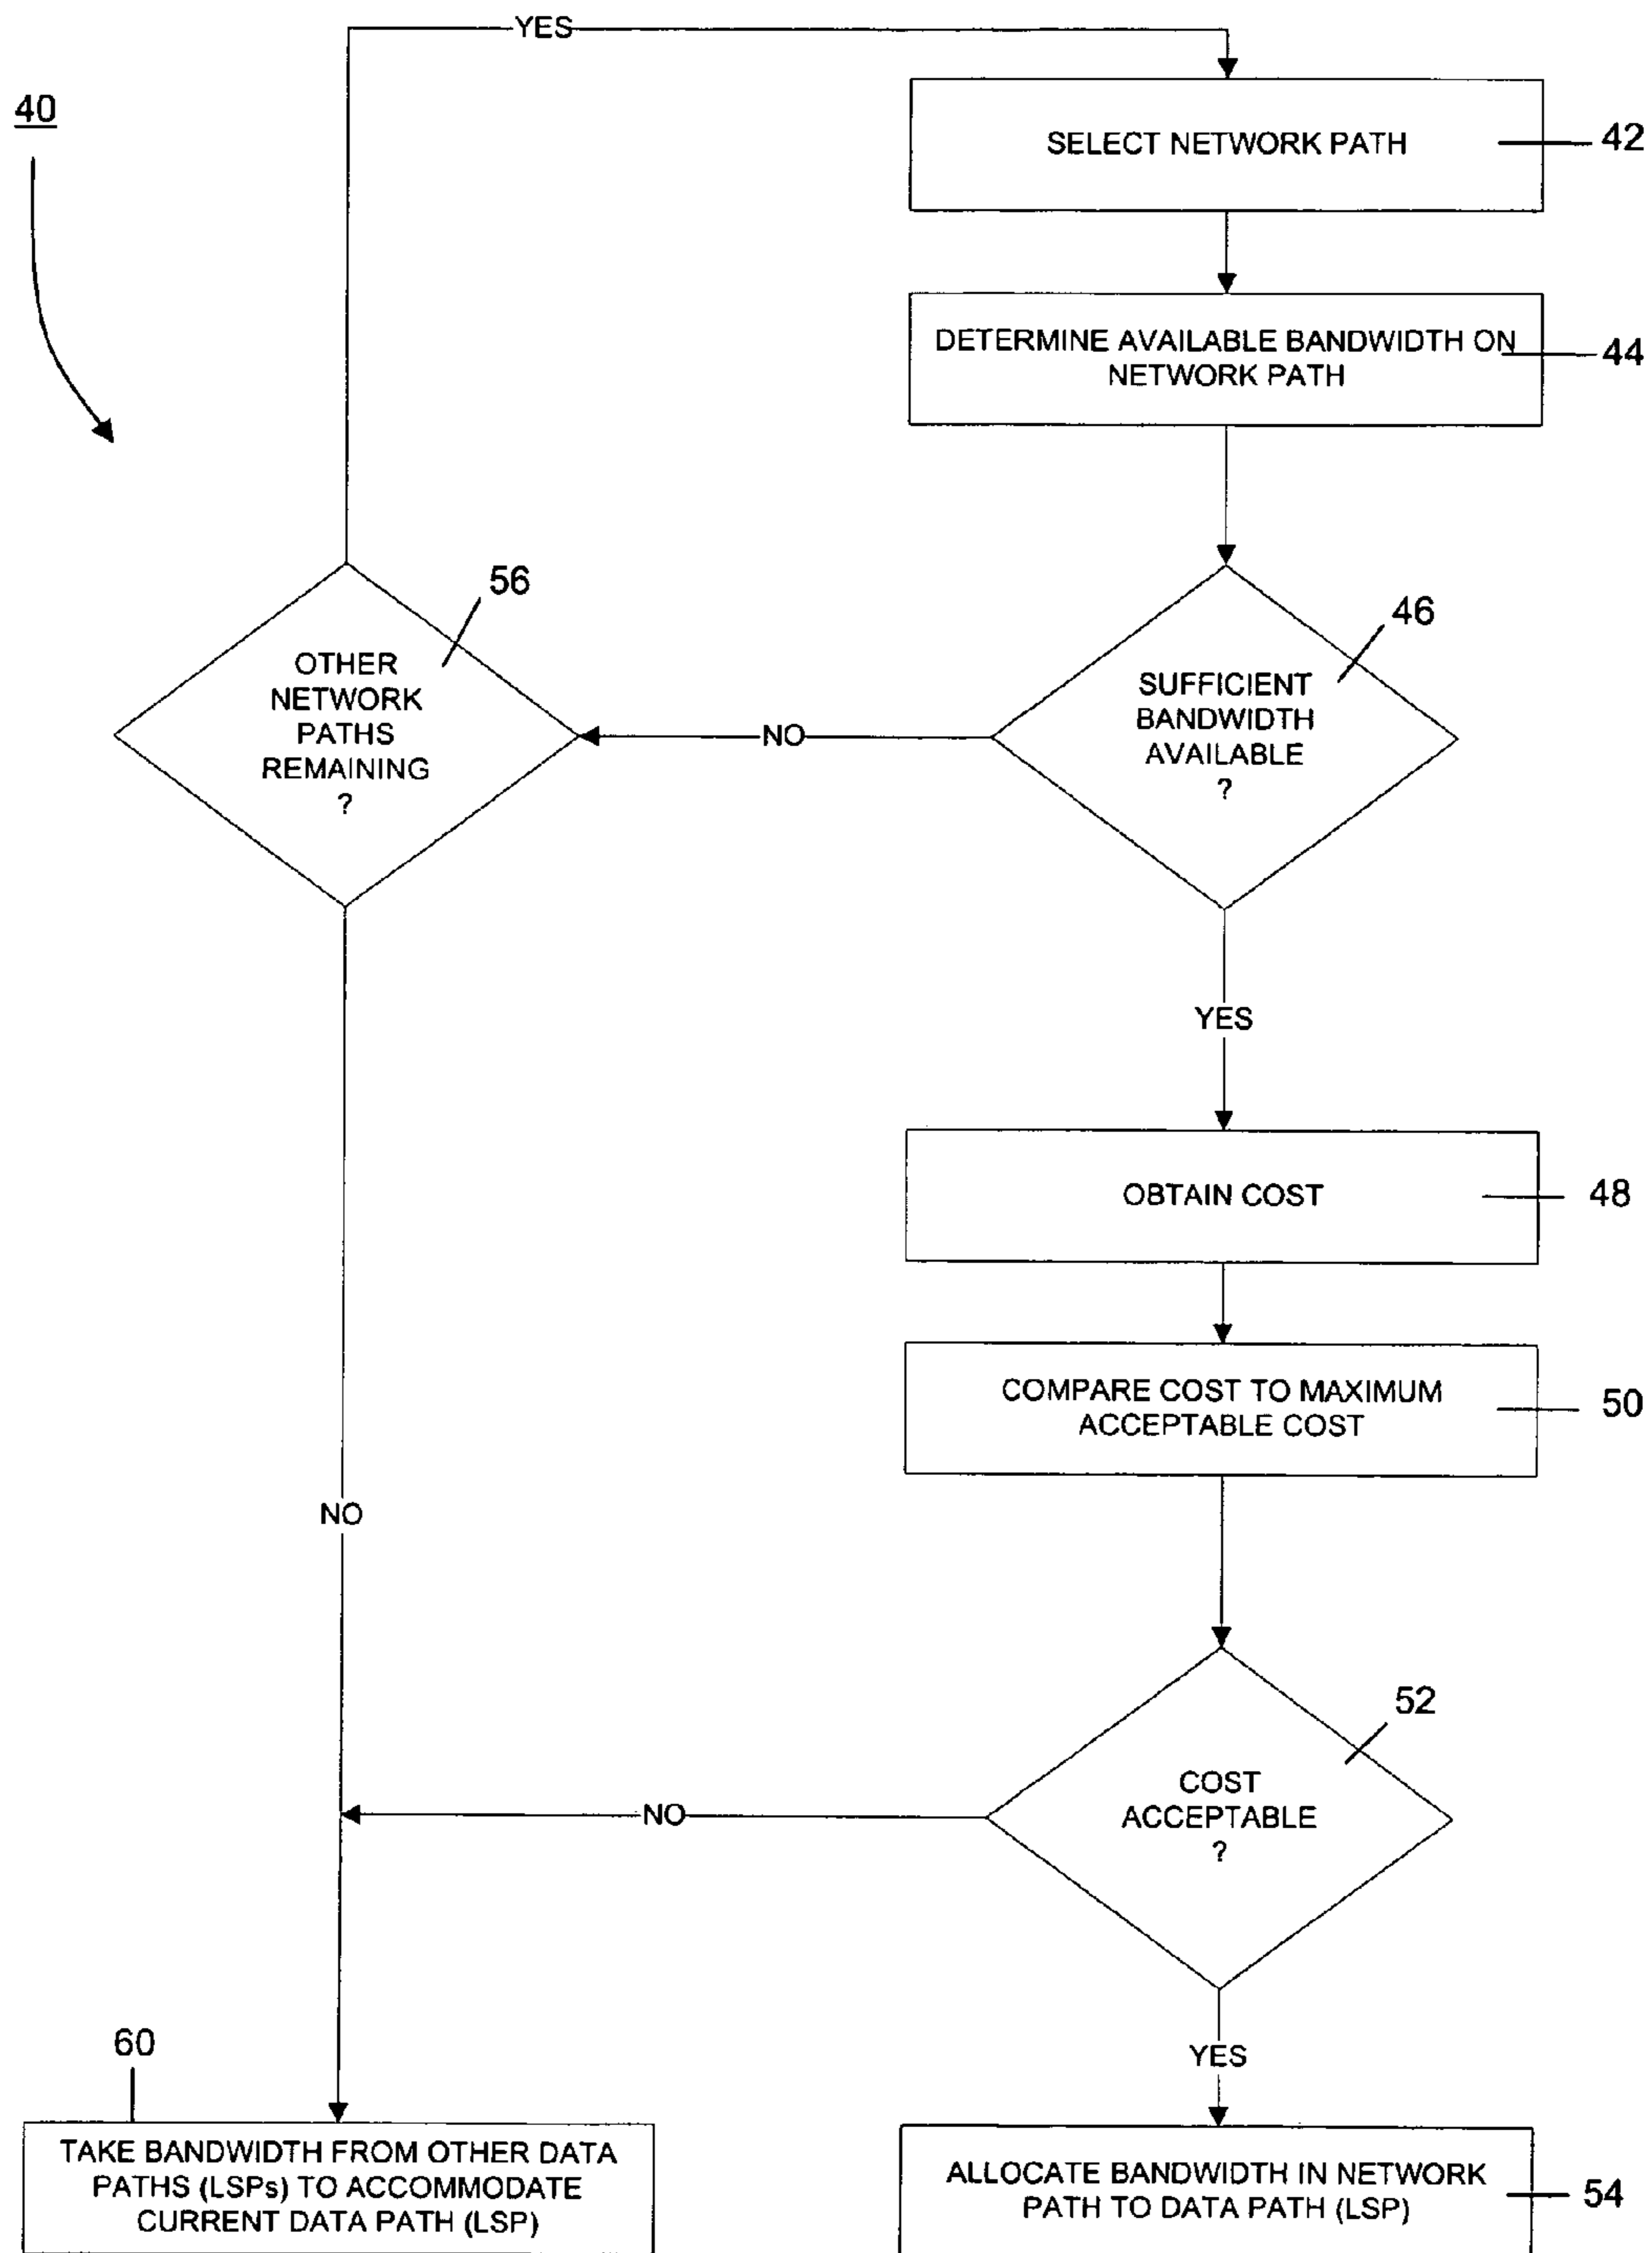 YES
40
SELECT NETWORK PATH
42
DETERMINE AVAILABLE BANDWIDTH ON
NETWORK PATH
44
56
OTHER
NETWORK
PATHS
REMAINING
?
NO
46
SUFFICIENT
BANDWIDTH
AVAILABLE
?
YES
OBTAIN COST
48
COMPARE COST TO MAXIMUM
ACCEPTABLE COST
50
NO
52
COST
ACCEPTABLE
?
NO
YES
60
TAKE BANDWIDTH FROM OTHER DATA
PATHS (LSPs) TO ACCOMMODATE
CURRENT DATA PATH (LSP)
ALLOCATE BANDWIDTH IN NETWORK
PATH TO DATA PATH (LSP)
54